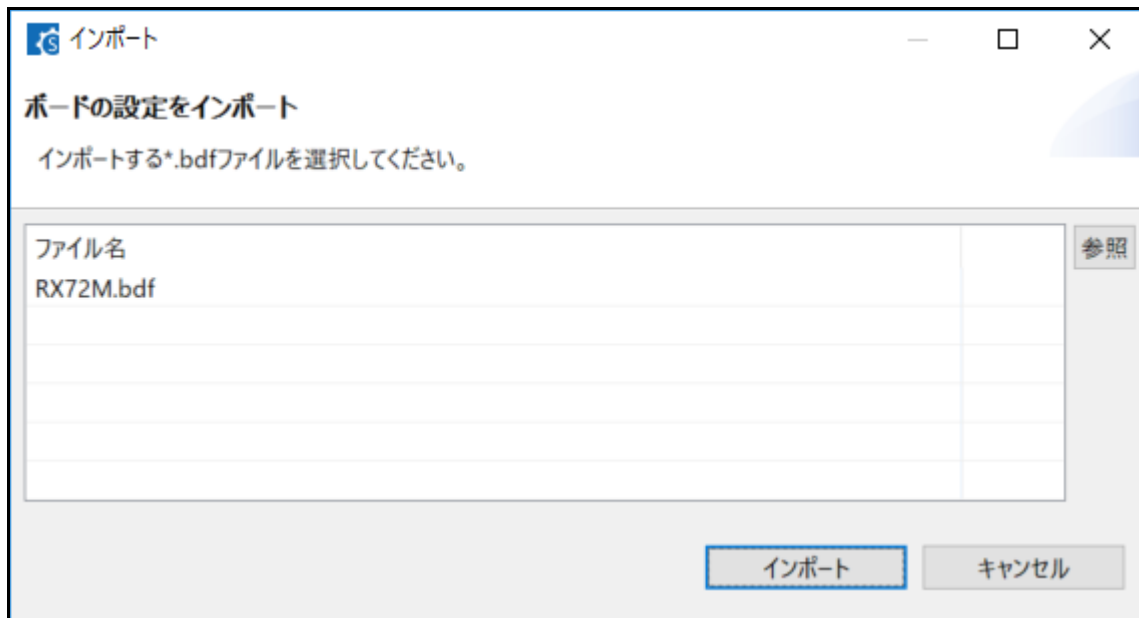 インポート
ボードの設定をインポート
インポートする*.bdfファイルを選択してください。
ファイル名
参照
RX72M.bdf
インポート
キャンセル